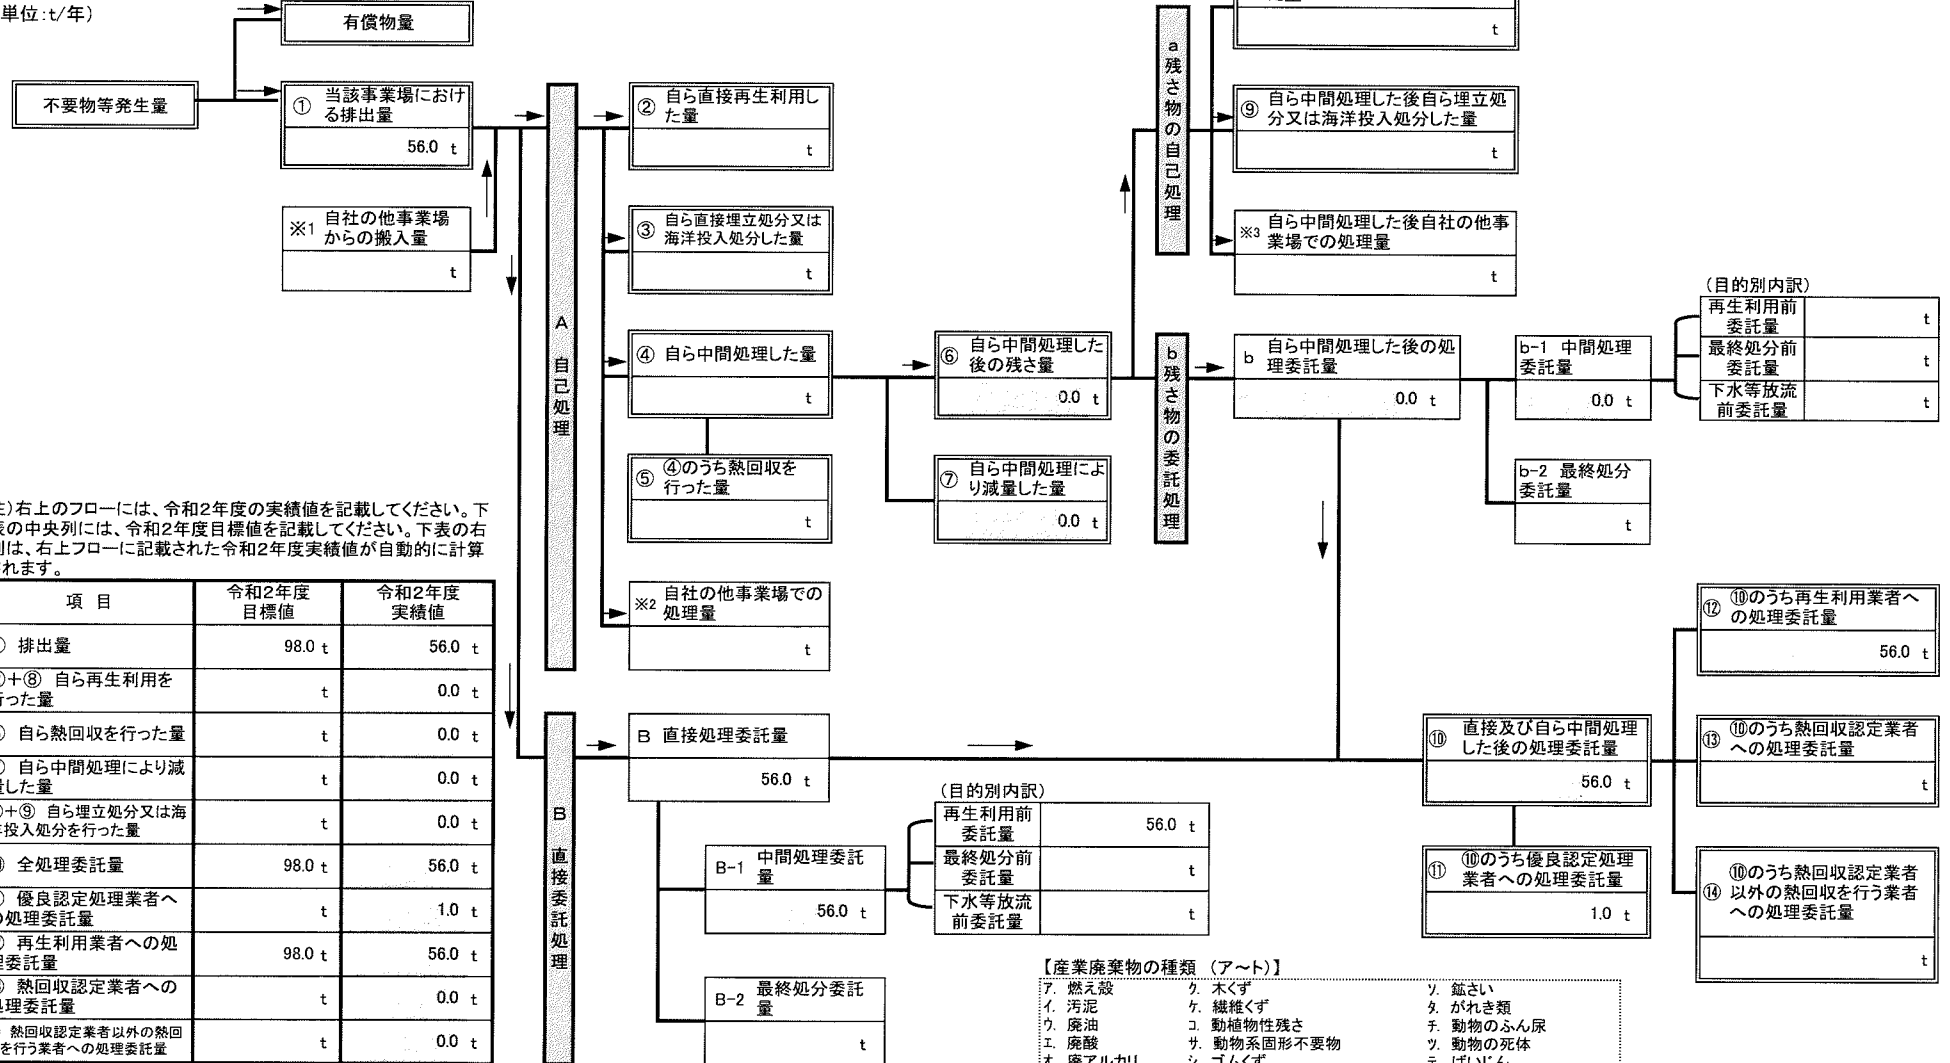 単位:t/年)
有償物量
不要物等発生量
① 当該事業場におけ
る排出量
56.0 t
※1 自社の他事業場
からの搬入量
t
A 自己処理
② 自ら直接再生利用し
た量
t
③ 自ら直接埋立処分又は
海洋投入処分した量
t
④ 自ら中間処理した量
t
⑤ ④のうち熱回収を
行った量
t
※2 自社の他事業場での
処理量
t
⑥ 自ら中間処理した
後の残さ量
0.0 t
⑦ 自ら中間処理によ
り減量した量
0.0 t
a 残さ物の自己処理
t
⑨ 自ら中間処理した後自ら埋立処
分又は海洋投入処分した量
t
※3 自ら中間処理した後自社の他事
業場での処理量
t
b 残さ物の委託処理
b 自ら中間処理した後の処
理委託量
0.0 t
b-1 中間処理
委託量
0.0 t
(目的別内訳)
再生利用前
委託量 t
最終処分前
委託量 t
下水等放流
前委託量 t
b-2 最終処分
委託量
t
)右上のフローには、令和2年度の実績値を記載してください。下
表の中央列には、令和2年度目標値を記載してください。下表の右
列は、右上フローに記載された令和2年度実績値が自動的に計算
されます。
項 目 令和2年度
目標値 令和2年度
実績値
排出量 98.0 t 56.0 t
+⑧ 自ら再生利用を
行った量 t 0.0 t
自ら熱回収を行った量 t 0.0 t
自ら中間処理により減
量した量 t 0.0 t
+⑨ 自ら埋立処分又は海
洋投入処分を行った量 t 0.0 t
全処理委託量 98.0 t 56.0 t
優良認定処理業者へ
の処理委託量 t 1.0 t
再生利用業者への処
理委託量 98.0 t 56.0 t
熱回収認定業者への
処理委託量 t 0.0 t
熱回収認定業者以外の熱回
を行う業者への処理委託量 t 0.0 t
B 直接委託処理
B 直接処理委託量
56.0 t
B-1 中間処理委託
量
56.0 t
(目的別内訳)
再生利用前
委託量 56.0 t
最終処分前
委託量 t
下水等放流
前委託量 t
B-2 最終処分委託
量
t
⑩ 直接及び自ら中間処理
した後の処理委託量
56.0 t
⑪ ⑩のうち優良認定処理
業者への処理委託量
1.0 t
⑫ ⑩のうち再生利用業者へ
の処理委託量
56.0 t
⑬ ⑩のうち熱回収認定業者
への処理委託量
t
⑭ ⑩のうち熱回収認定業者
以外の熱回収を行う業者
への処理委託量
t
【産業廃棄物の種類 (ア~ト)】
ア. 燃え殻 ク. 木くず ソ. 鉱さい
イ. 汚泥 ケ. 繊維くず タ. がれき類
ウ. 廃油 コ. 動植物性残さ チ. 動物のふん尿
エ. 廃酸 サ. 動物系固形不要物 ツ. 動物の死体
オ. 廃アルカリ シ. ゴムくず テ. ばいじん